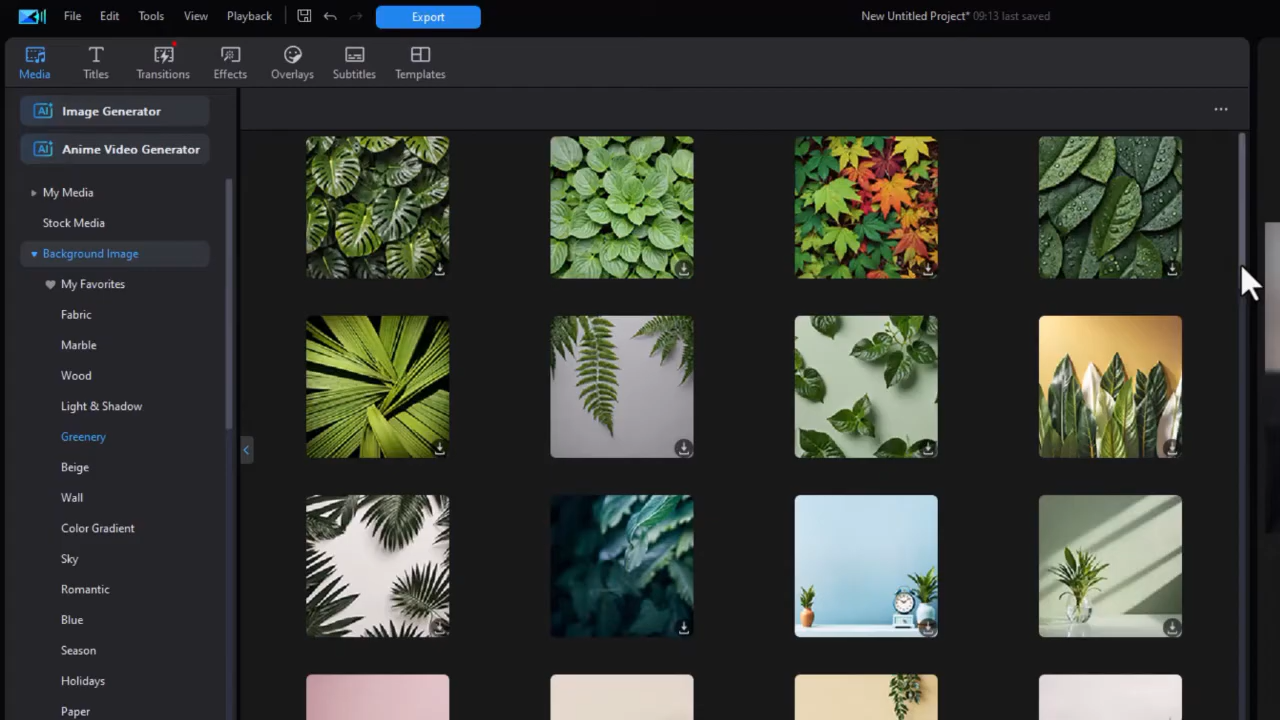 File Edit Tools View Playback Export New Untitled Project* 09:13 last saved
Media Titles Transitions Effects Overlays Subtitles Templates
AI Image Generator
AI Anime Video Generator
My Media
Stock Media
Background Image
My Favorites
Fabric
Marble
Wood
Light & Shadow
Greenery
Beige
Wall
Color Gradient
Sky
Romantic
Blue
Season
Holidays
Paper